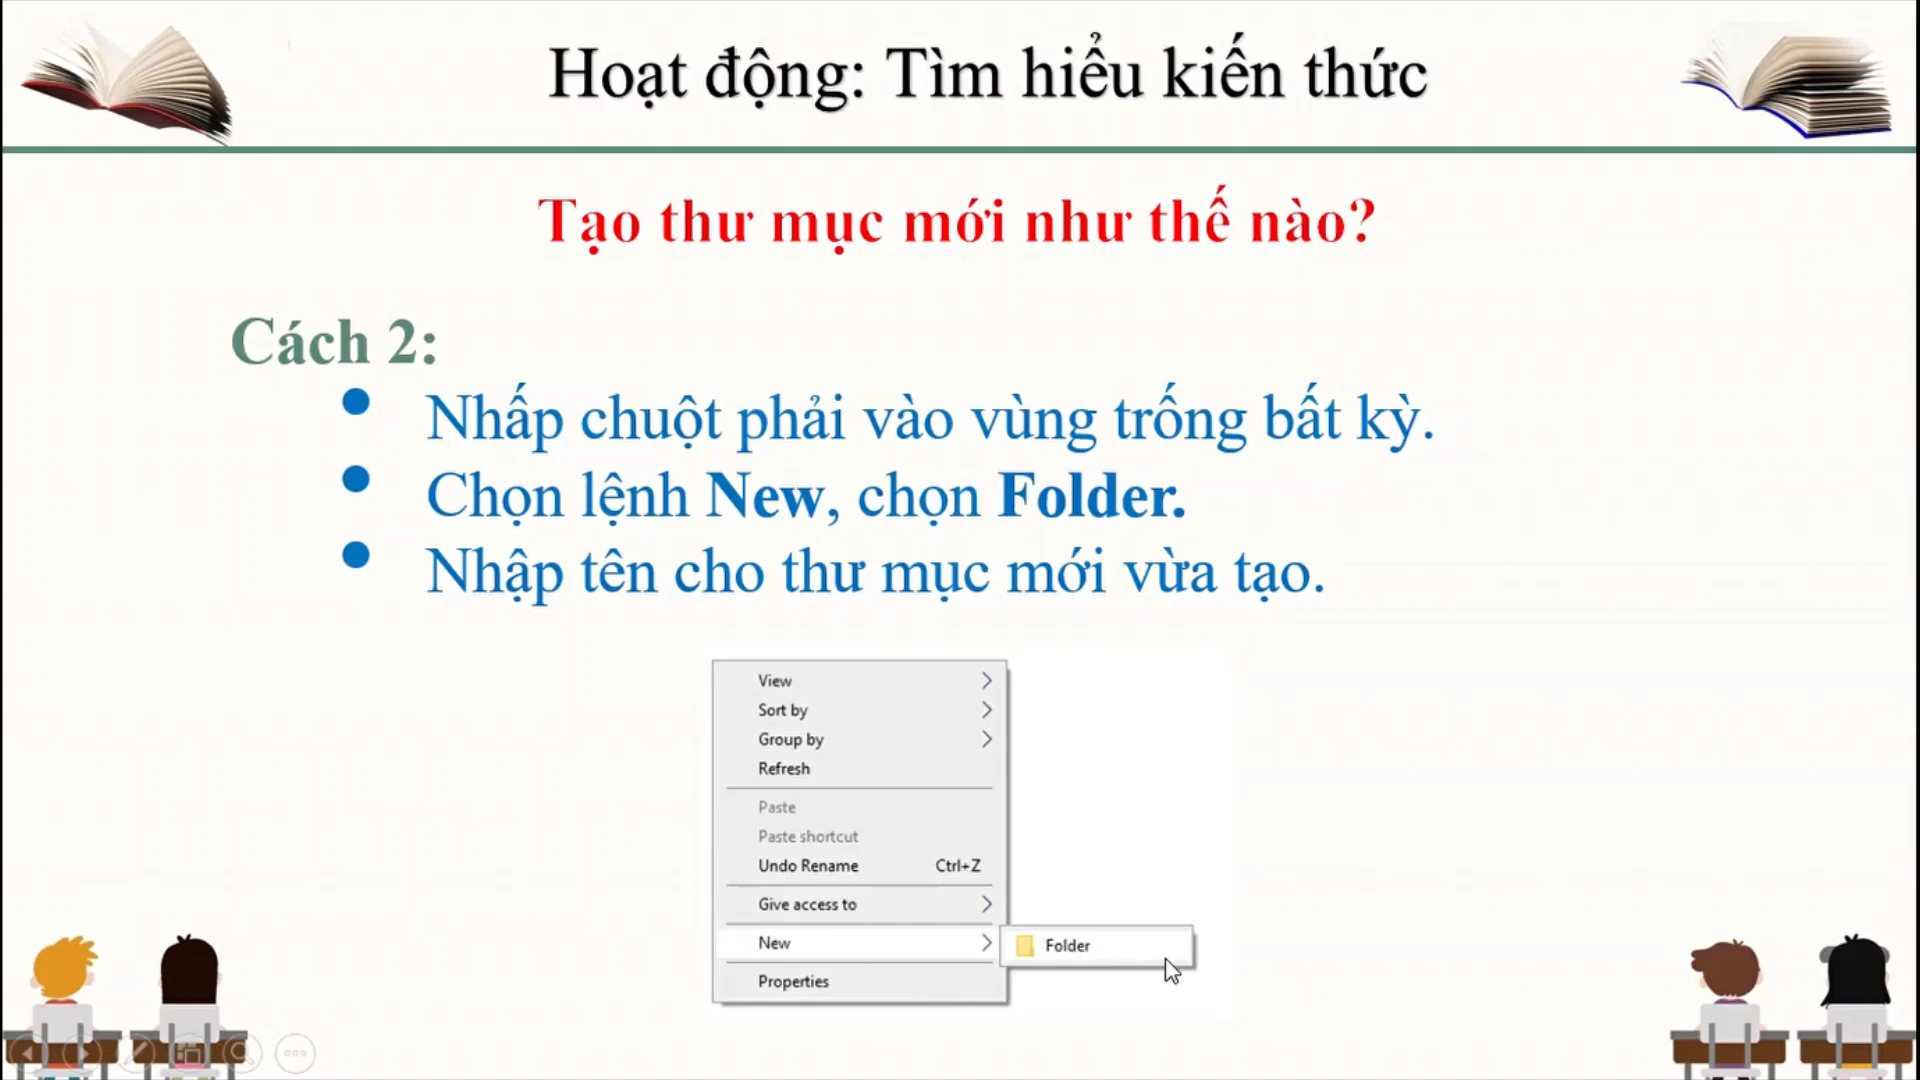 Hoạt động: Tìm hiểu kiến thức
Tạo thư mục mới như thế nào?
Cách 2:
• Nhấp chuột phải vào vùng trống bất kỳ.
• Chọn lệnh New, chọn Folder.
• Nhập tên cho thư mục mới vừa tạo.
View
Sort by
Group by
Refresh
Paste
Paste shortcut
Undo Rename Ctrl+Z
Give access to
New
Folder
Properties